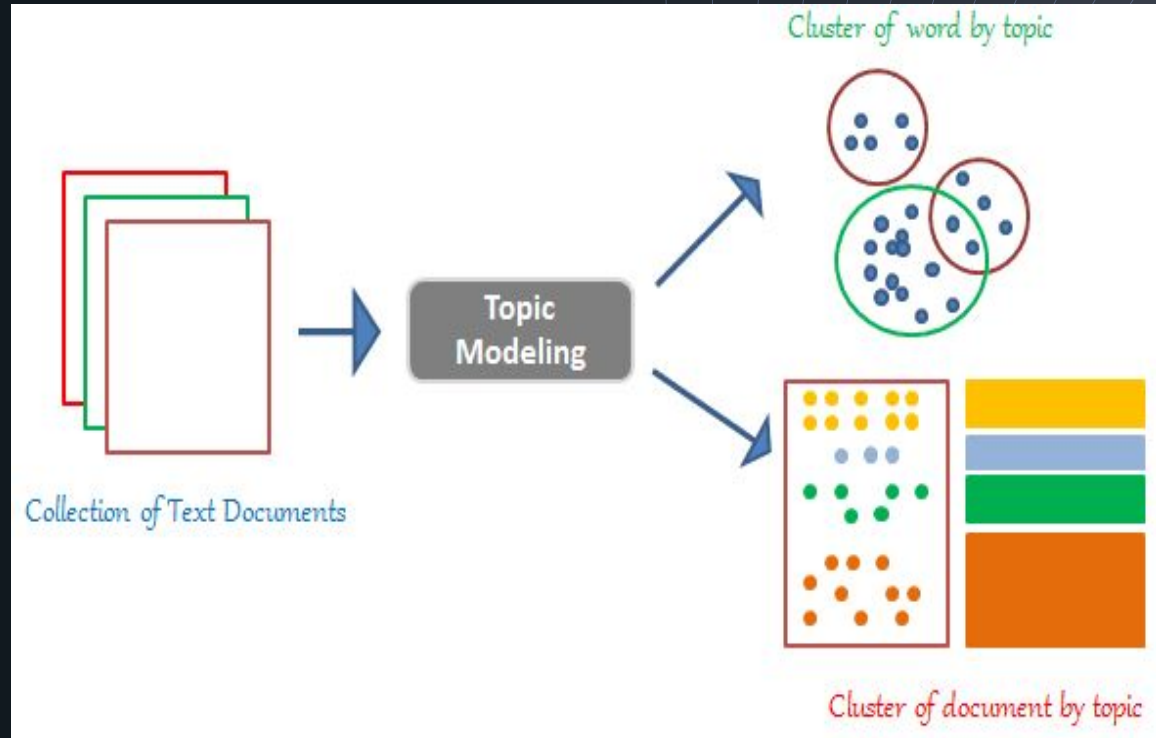 Cluster of word by topic
Topic
Modeling
Collection of Text Documents
Cluster of document by topic